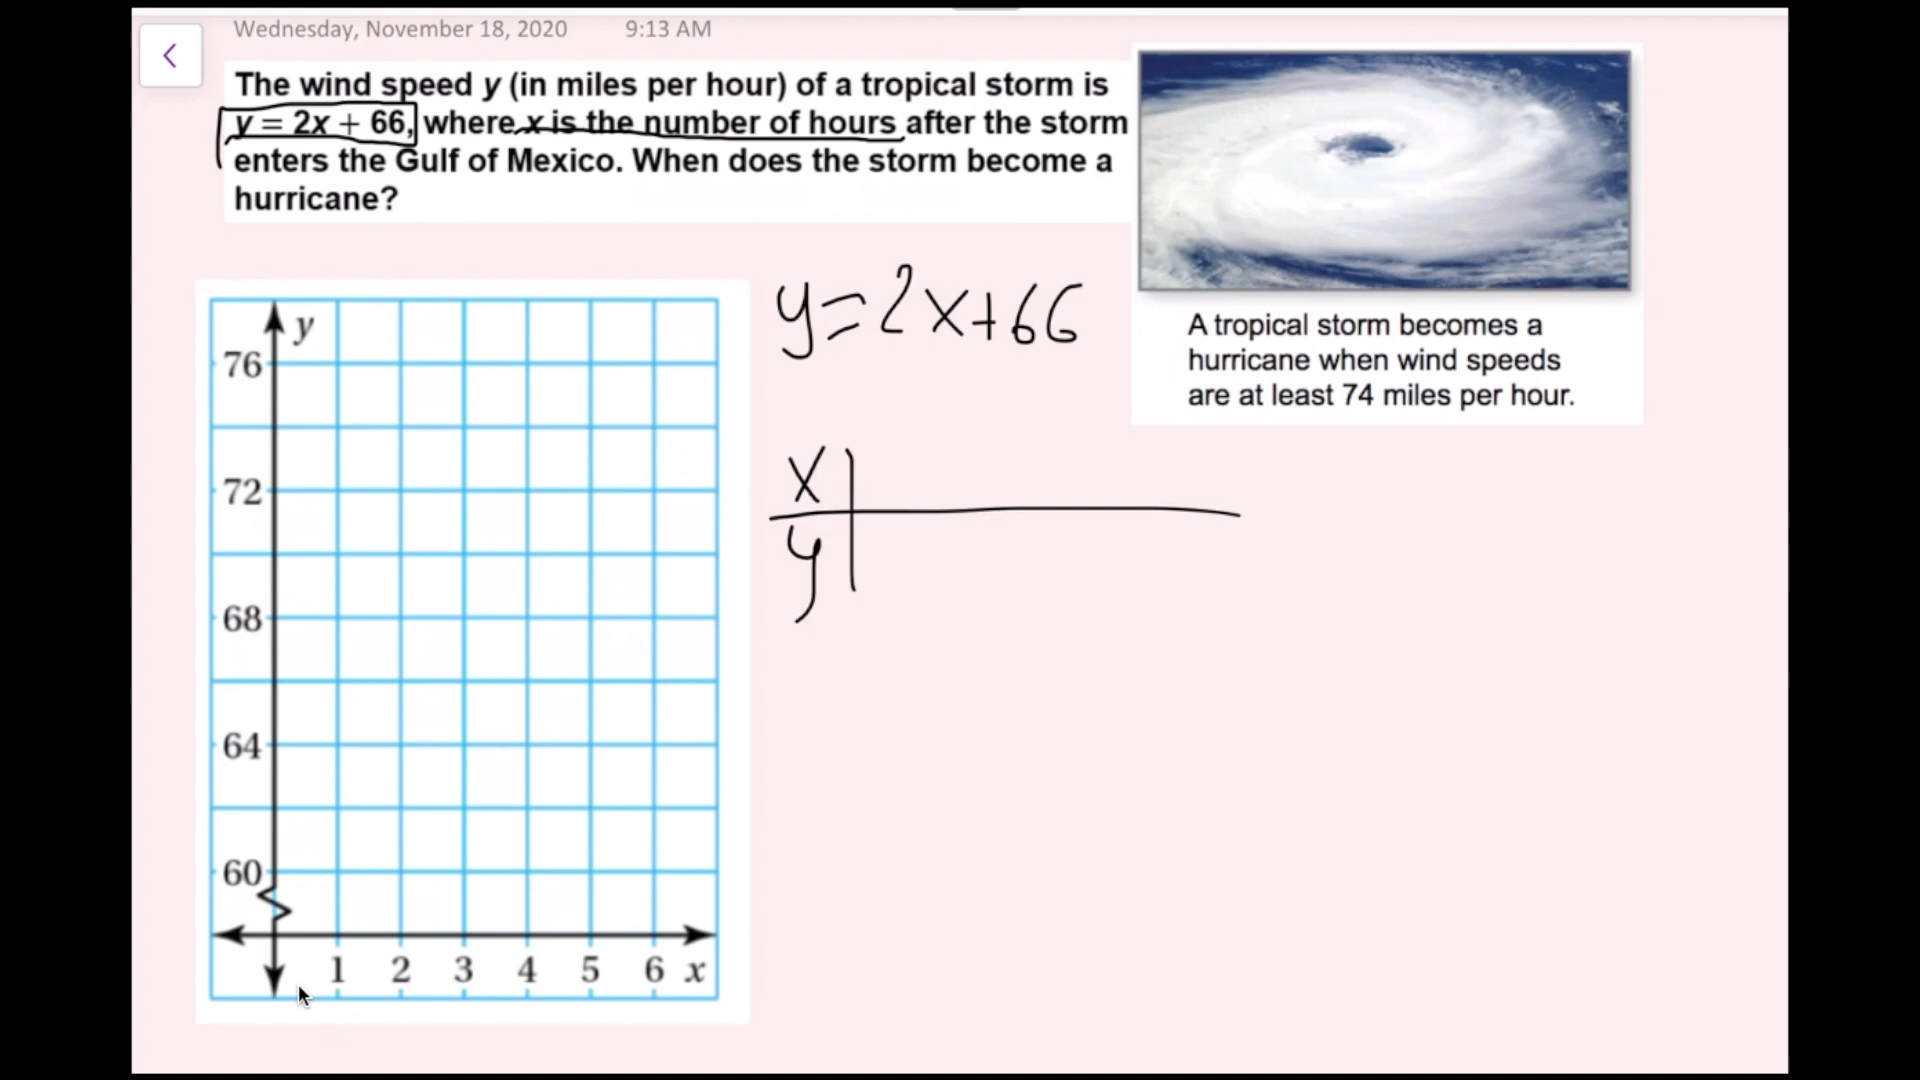 Wednesday, November 18, 2020 9:13 AM
The wind speed y (in miles per hour) of a tropical storm is
y = 2x + 66, where x is the number of hours after the storm
enters the Gulf of Mexico. When does the storm become a
hurricane?
A tropical storm becomes a
hurricane when wind speeds
are at least 74 miles per hour.
y=2x+66
x
y
y
76
72
68
64
60
1 2 3 4 5 6 x